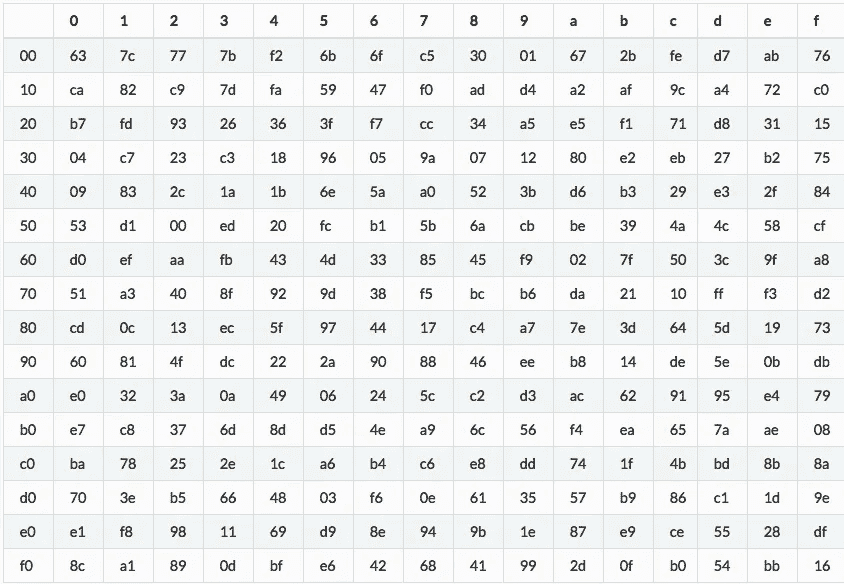 0 1 2 3 4 5 6 7 8 9 a b c d e f
00 63 7c 77 7b f2 6b 6f c5 30 01 67 2b fe d7 ab 76
10 ca 82 c9 7d fa 59 47 f0 ad d4 a2 af 9c a4 72 c0
20 b7 fd 93 26 36 3f f7 cc 34 a5 e5 f1 71 d8 31 15
30 04 c7 23 c3 18 96 05 9a 07 12 80 e2 eb 27 b2 75
40 09 83 2c 1a 1b 6e 5a a0 52 3b d6 b3 29 e3 2f 84
50 53 d1 00 ed 20 fc b1 5b 6a cb be 39 4a 4c 58 cf
60 d0 ef aa fb 43 4d 33 85 45 f9 02 7f 50 3c 9f a8
70 51 a3 40 8f 92 9d 38 f5 bc b6 da 21 10 ff f3 d2
80 cd 0c 13 ec 5f 97 44 17 c4 a7 7e 3d 64 5d 19 73
90 60 81 4f dc 22 2a 90 88 46 ee b8 14 de 5e 0b db
a0 e0 32 3a 0a 49 06 24 5c c2 d3 ac 62 91 95 e4 79
b0 e7 c8 37 6d 8d d5 4e a9 6c 56 f4 ea 65 7a ae 08
c0 ba 78 25 2e 1c a6 b4 c6 e8 dd 74 1f 4b bd 8b 8a
d0 70 3e b5 66 48 03 f6 0e 61 35 57 b9 86 c1 1d 9e
e0 e1 f8 98 11 69 d9 8e 94 9b 1e 87 e9 ce 55 28 df
f0 8c a1 89 0d bf e6 42 68 41 99 2d 0f b0 54 bb 16